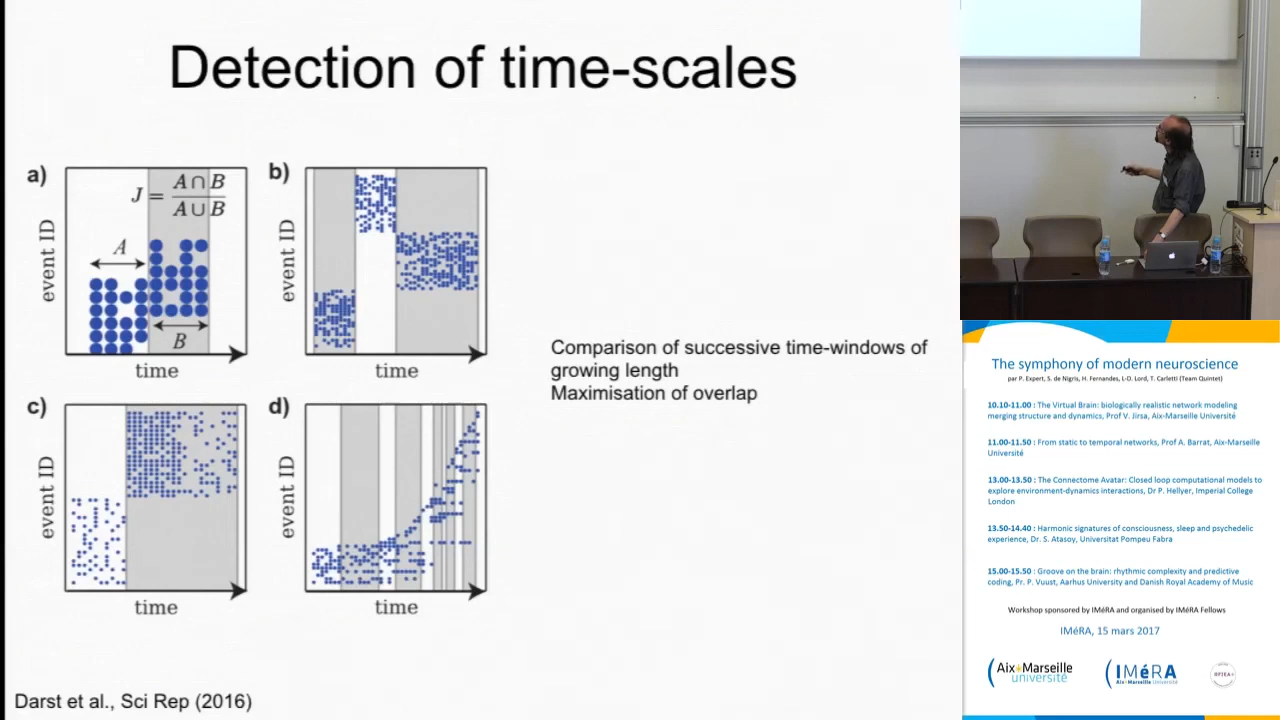 Detection of time-scales
a)
J = A ∩ B / A ∪ B
A
B
event ID
time
b)
event ID
time
c)
event ID
time
d)
event ID
time
Comparison of successive time-windows of
growing length
Maximisation of overlap
Darst et al., Sci Rep (2016)
The symphony of modern neuroscience
par P. Expert, S. de Nigris, H. Fernandes, L-D. Lord, T. Carletti (Team Quintet)
10.10-11.00 : The Virtual Brain: biologically realistic network modeling
merging structure and dynamics, Prof V. Jirsa, Aix-Marseille Université
11.00-11.50 : From static to temporal networks, Prof A. Barrat, Aix-Marseille
Université
13.00-13.50 : The Connectome Avatar: Closed loop computational models to
explore environment-dynamics interactions, Dr P. Hellyer, Imperial College
London
13.50-14.40 : Harmonic signatures of consciousness, sleep and psychedelic
experience, Dr. S. Atasoy, Universitat Pompeu Fabra
15.00-15.50 : Groove on the brain: rhythmic complexity and predictive
coding, Pr. P. Vuust, Aarhus University and Danish Royal Academy of Music
Workshop sponsored by IMéRA and organised by IMéRA Fellows
IMéRA, 15 mars 2017
Aix*Marseille
université
IMéRA
Aix·Marseille Université